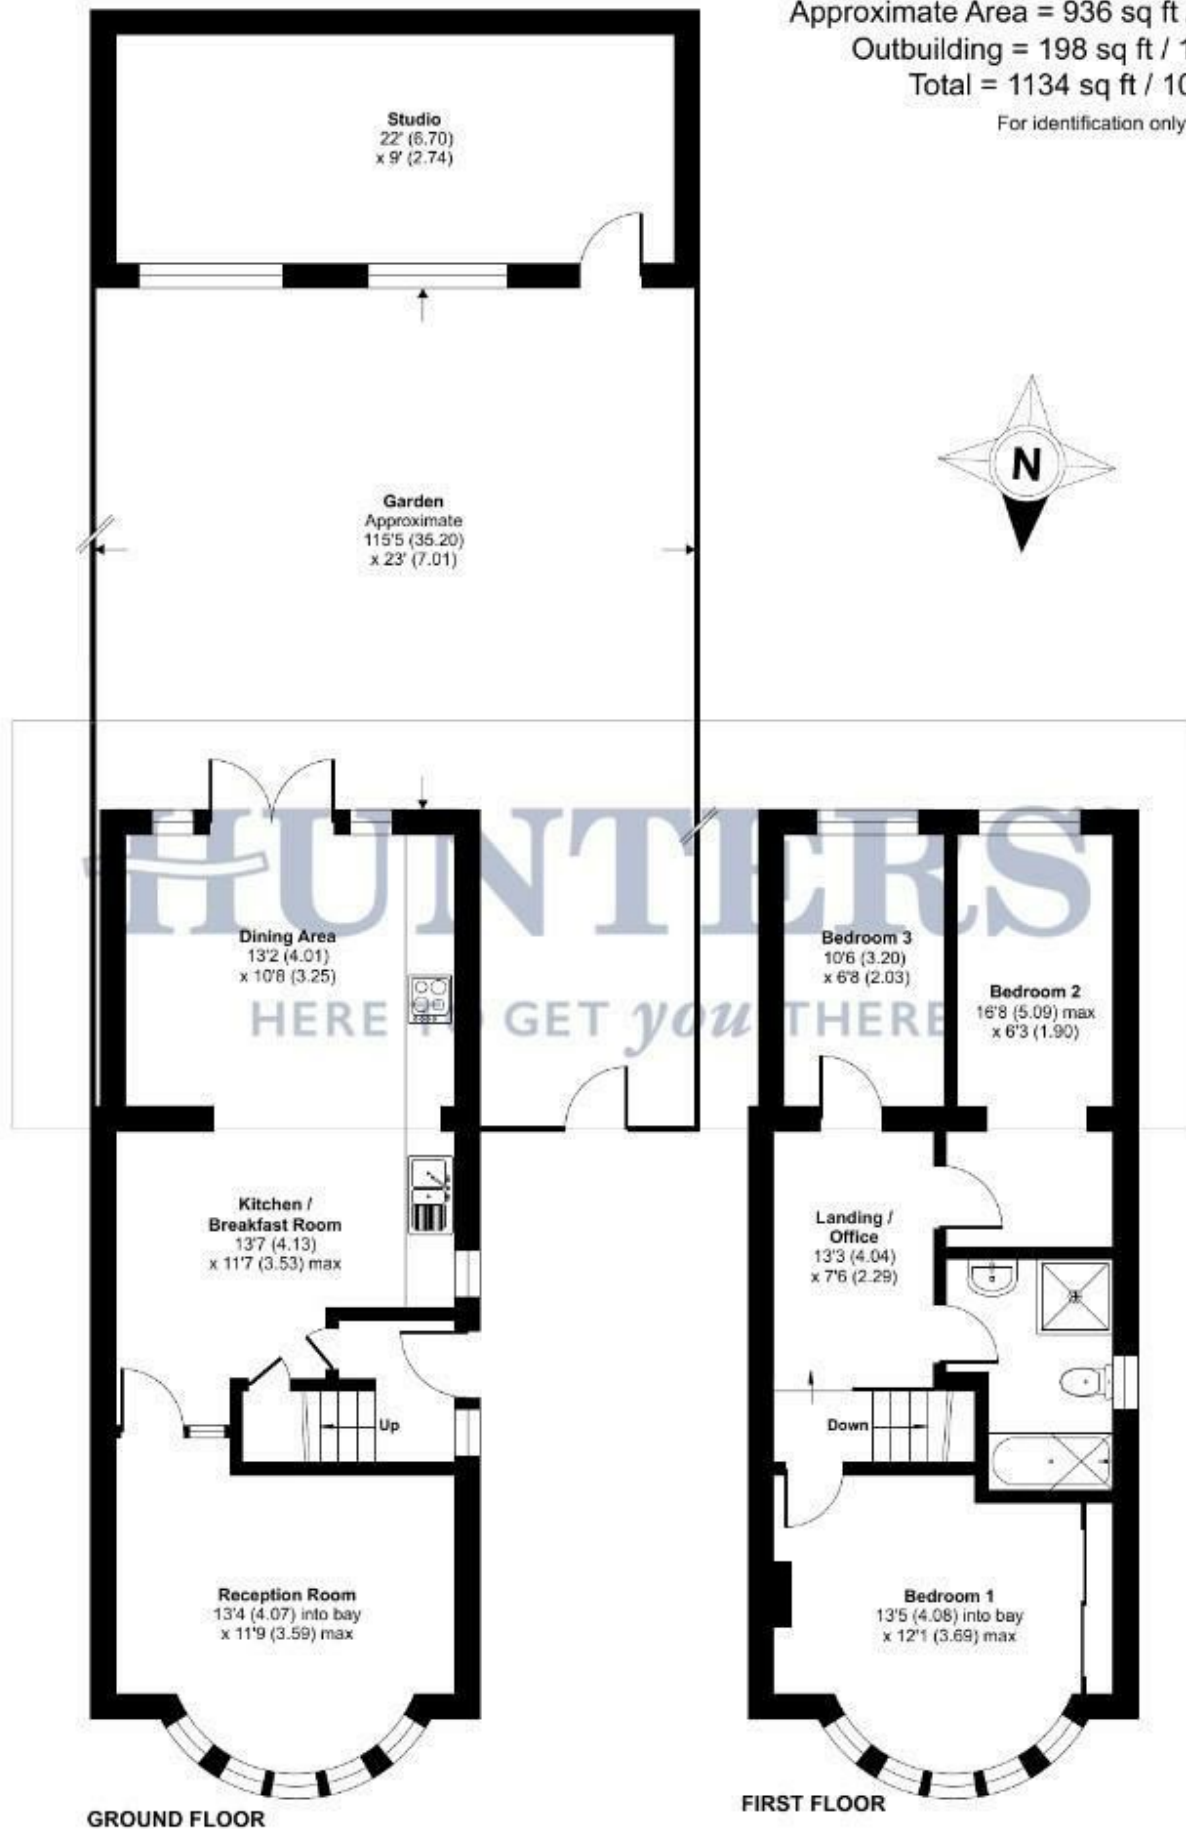 Approximate Area = 936 sq ft
Outbuilding = 198 sq ft / 1
Total = 1134 sq ft / 10
For identification only
Studio
22' (6.70)
x 9' (2.74)
N
Garden
Approximate
115'5 (35.20)
x 23' (7.01)
HUNTERS
HERE TO GET you THERE
Dining Area
13'2 (4.01)
x 10'8 (3.25)
Bedroom 3
10'6 (3.20)
x 6'8 (2.03)
Bedroom 2
16'8 (5.09) max
x 6'3 (1.90)
Kitchen /
Breakfast Room
13'7 (4.13)
x 11'7 (3.53) max
Landing /
Office
13'3 (4.04)
x 7'6 (2.29)
Up
Down
Reception Room
13'4 (4.07) into bay
x 11'9 (3.59) max
Bedroom 1
13'5 (4.08) into bay
x 12'1 (3.69) max
GROUND FLOOR
FIRST FLOOR